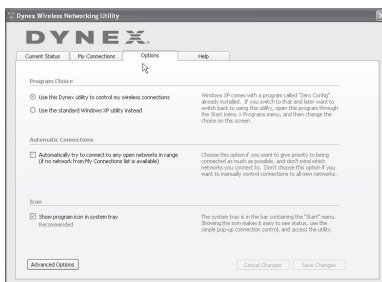 Dynex Wireless Networking Utility
DYNEX
Current Status
My Connections
Options
Help
Program Choice
Use this Dynex utility to control my wireless connections
Use the standard Windows XP utility instead
Windows XP comes with a program called "Zero Config"
already installed. If you switch to that and later want to
switch back to using this utility, open the program through
the Start menu > Programs menu, and then change the
choice on this screen.
Automatic Connections
Automatically try to connect to any open networks in range
(if no network from My Connections list is available)
Choose this option if you want to give priority to being
connected as much as possible, and don't mind which
networks you connect to. Don't choose this option if you
want to manually control connections to all new networks.
Icon
Show program icon in system tray
Recommended
The system tray is in the bar containing the "Start" menu.
Showing the icon makes it easy to see status, use the
simple pop-up connection control, and access the utility.
Advanced Options
Cancel Changes
Save Changes